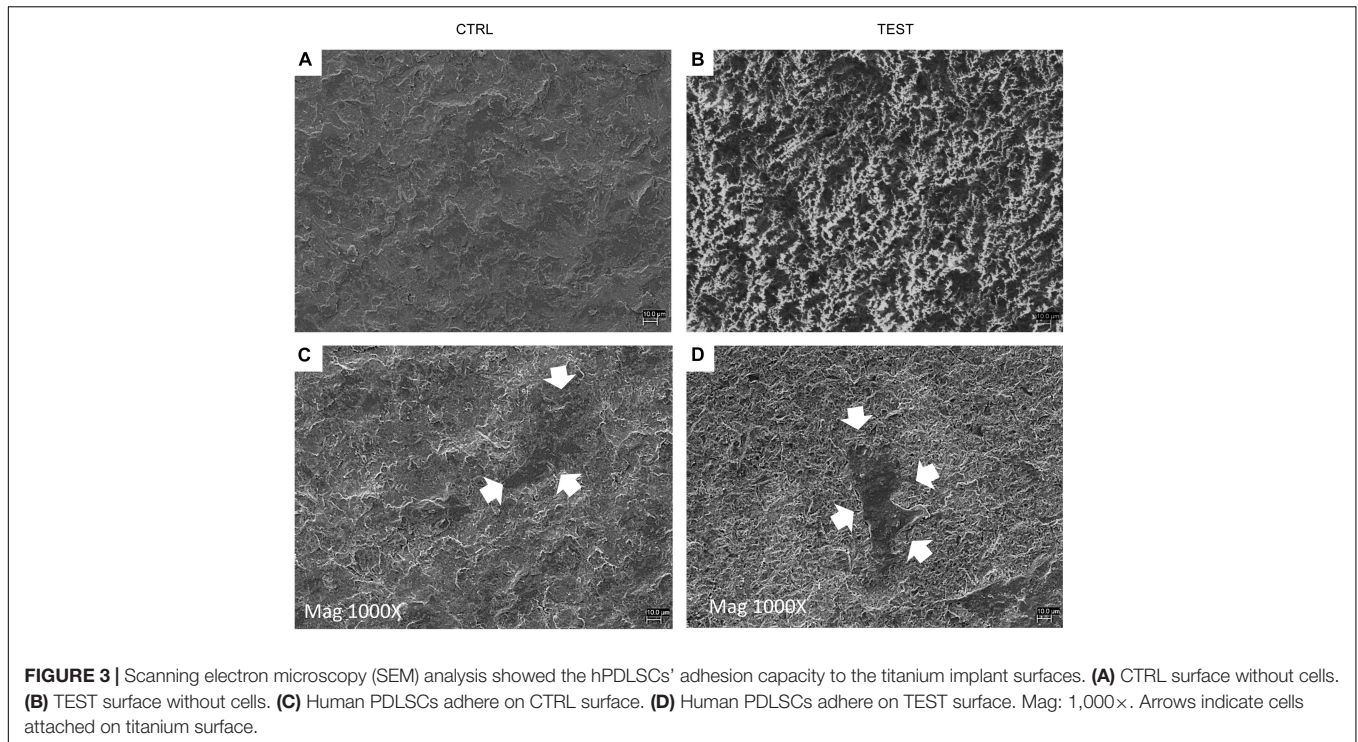 CTRL
TEST
A
B
10.0 µm
10.0 µm
C
D
Mag 1000X
10.0 µm
Mag 1000X
10.0 µm
FIGURE 3 | Scanning electron microscopy (SEM) analysis showed the hPDLSCs' adhesion capacity to the titanium implant surfaces. (A) CTRL surface without cells.
(B) TEST surface without cells. (C) Human PDLSCs adhere on CTRL surface. (D) Human PDLSCs adhere on TEST surface. Mag: 1,000×. Arrows indicate cells
attached on titanium surface.